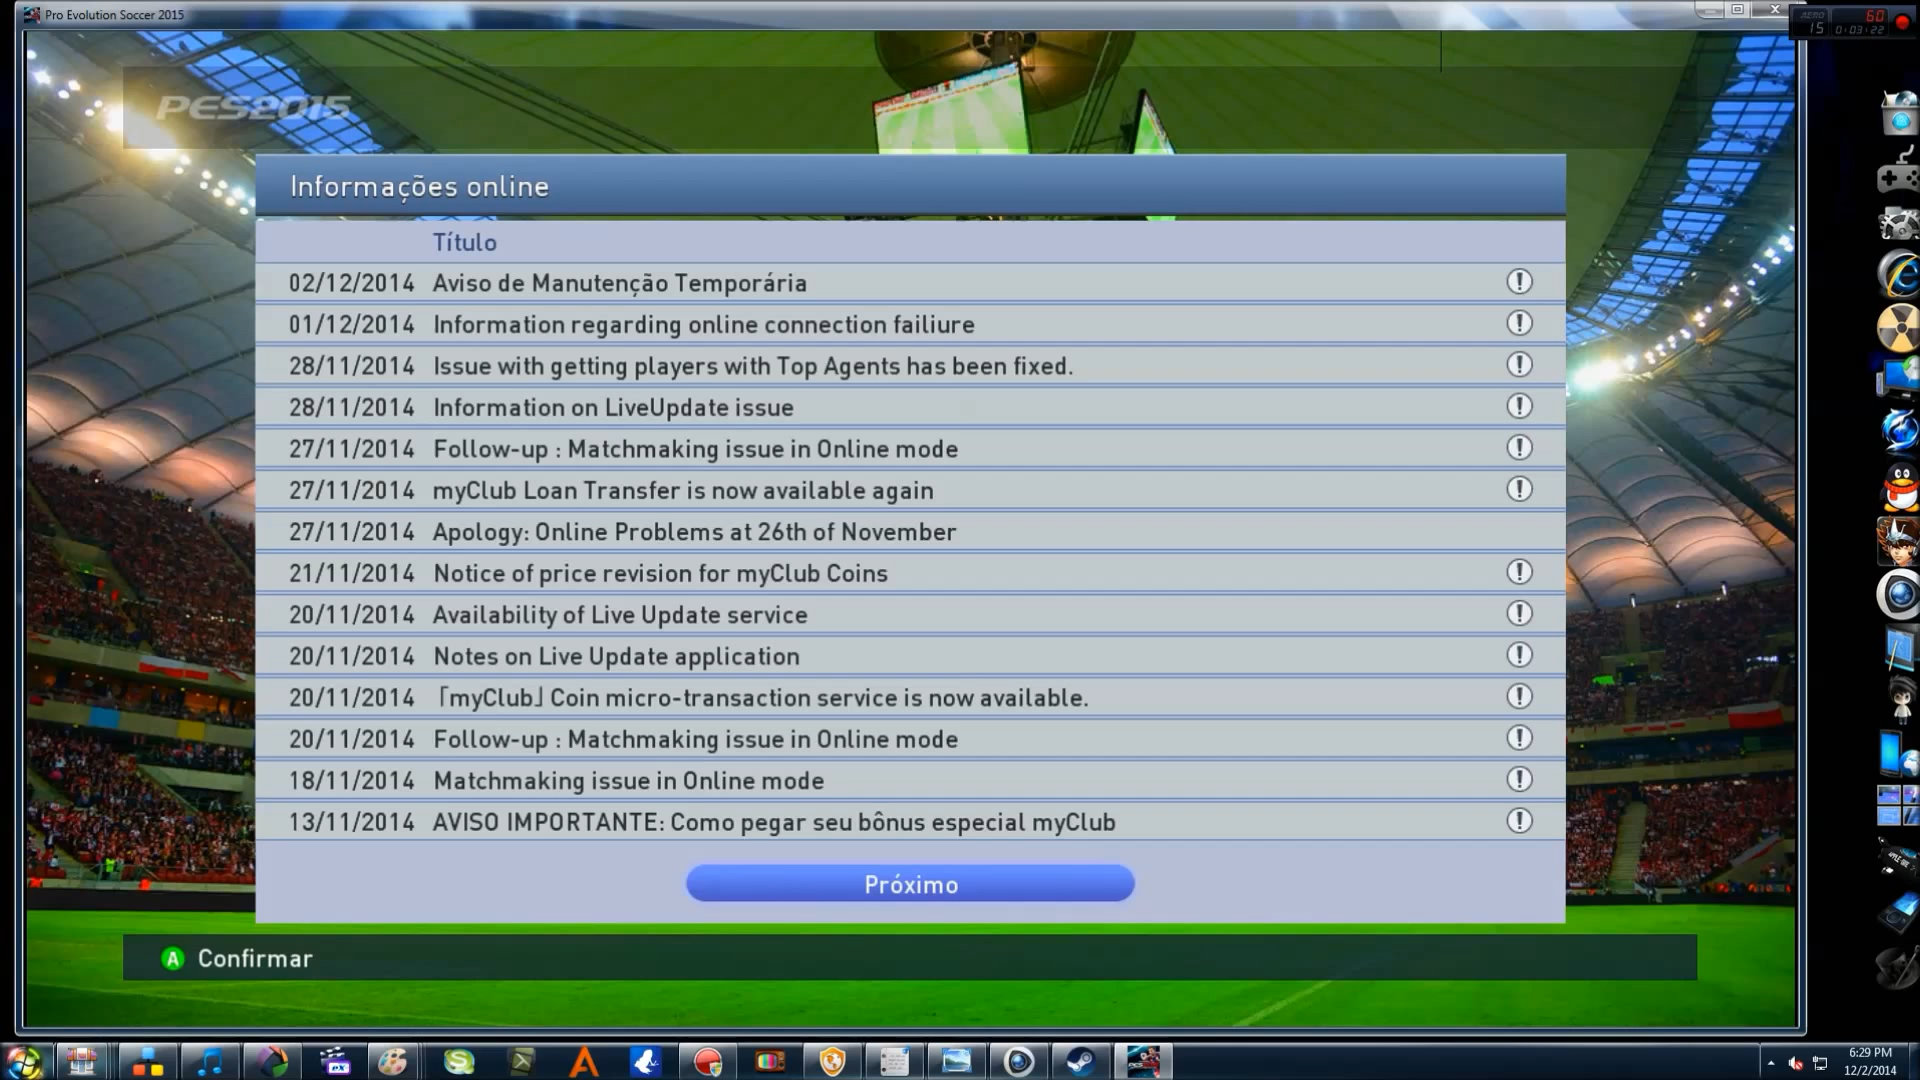 Pro Evolution Soccer 2015
AERO 60
15 0:03:22
PES2015
Informações online
Título
02/12/2014 Aviso de Manutenção Temporária
01/12/2014 Information regarding online connection failiure
28/11/2014 Issue with getting players with Top Agents has been fixed.
28/11/2014 Information on LiveUpdate issue
27/11/2014 Follow-up : Matchmaking issue in Online mode
27/11/2014 myClub Loan Transfer is now available again
27/11/2014 Apology: Online Problems at 26th of November
21/11/2014 Notice of price revision for myClub Coins
20/11/2014 Availability of Live Update service
20/11/2014 Notes on Live Update application
20/11/2014 「myClub」 Coin micro-transaction service is now available.
20/11/2014 Follow-up : Matchmaking issue in Online mode
18/11/2014 Matchmaking issue in Online mode
13/11/2014 AVISO IMPORTANTE: Como pegar seu bônus especial myClub
Próximo
A Confirmar
6:29 PM
12/2/2014